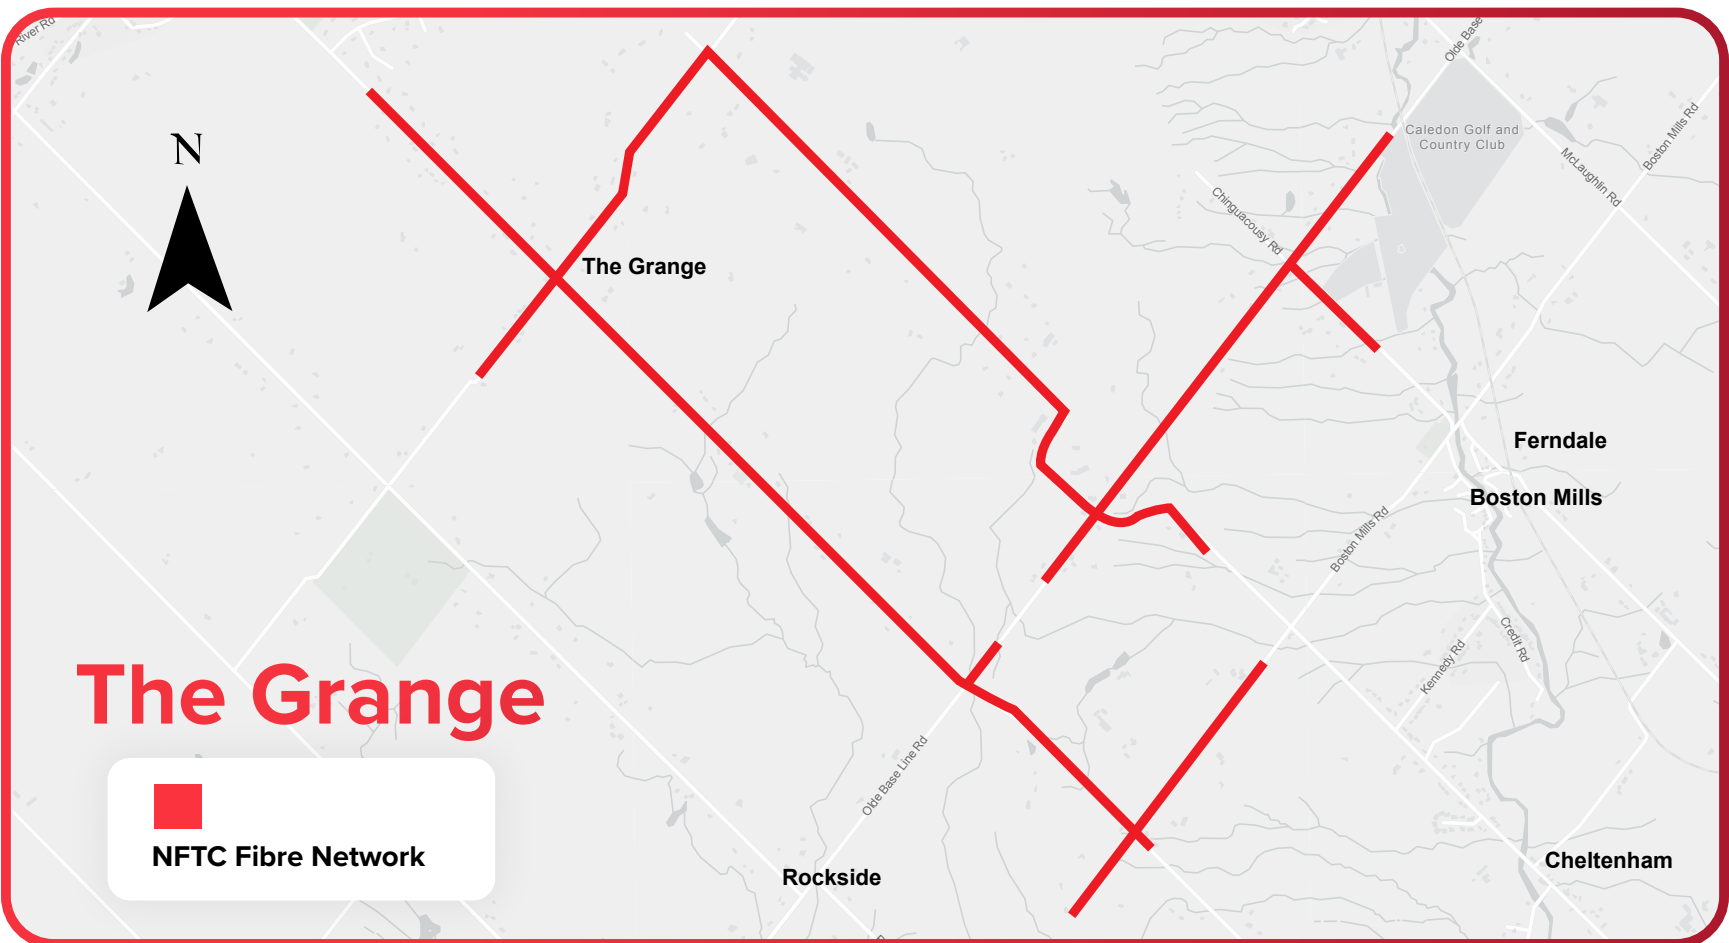 River Rd
Olde Base
N
Caledon Golf and
Country Club
Boston Mills Rd
McLaughlin Rd
Chinguacousy Rd
The Grange
Ferndale
Boston Mills
Boston Mills Rd
Credit Rd
Kennedy Rd
The Grange
Olde Base Line Rd
NFTC Fibre Network
Rockside
Cheltenham